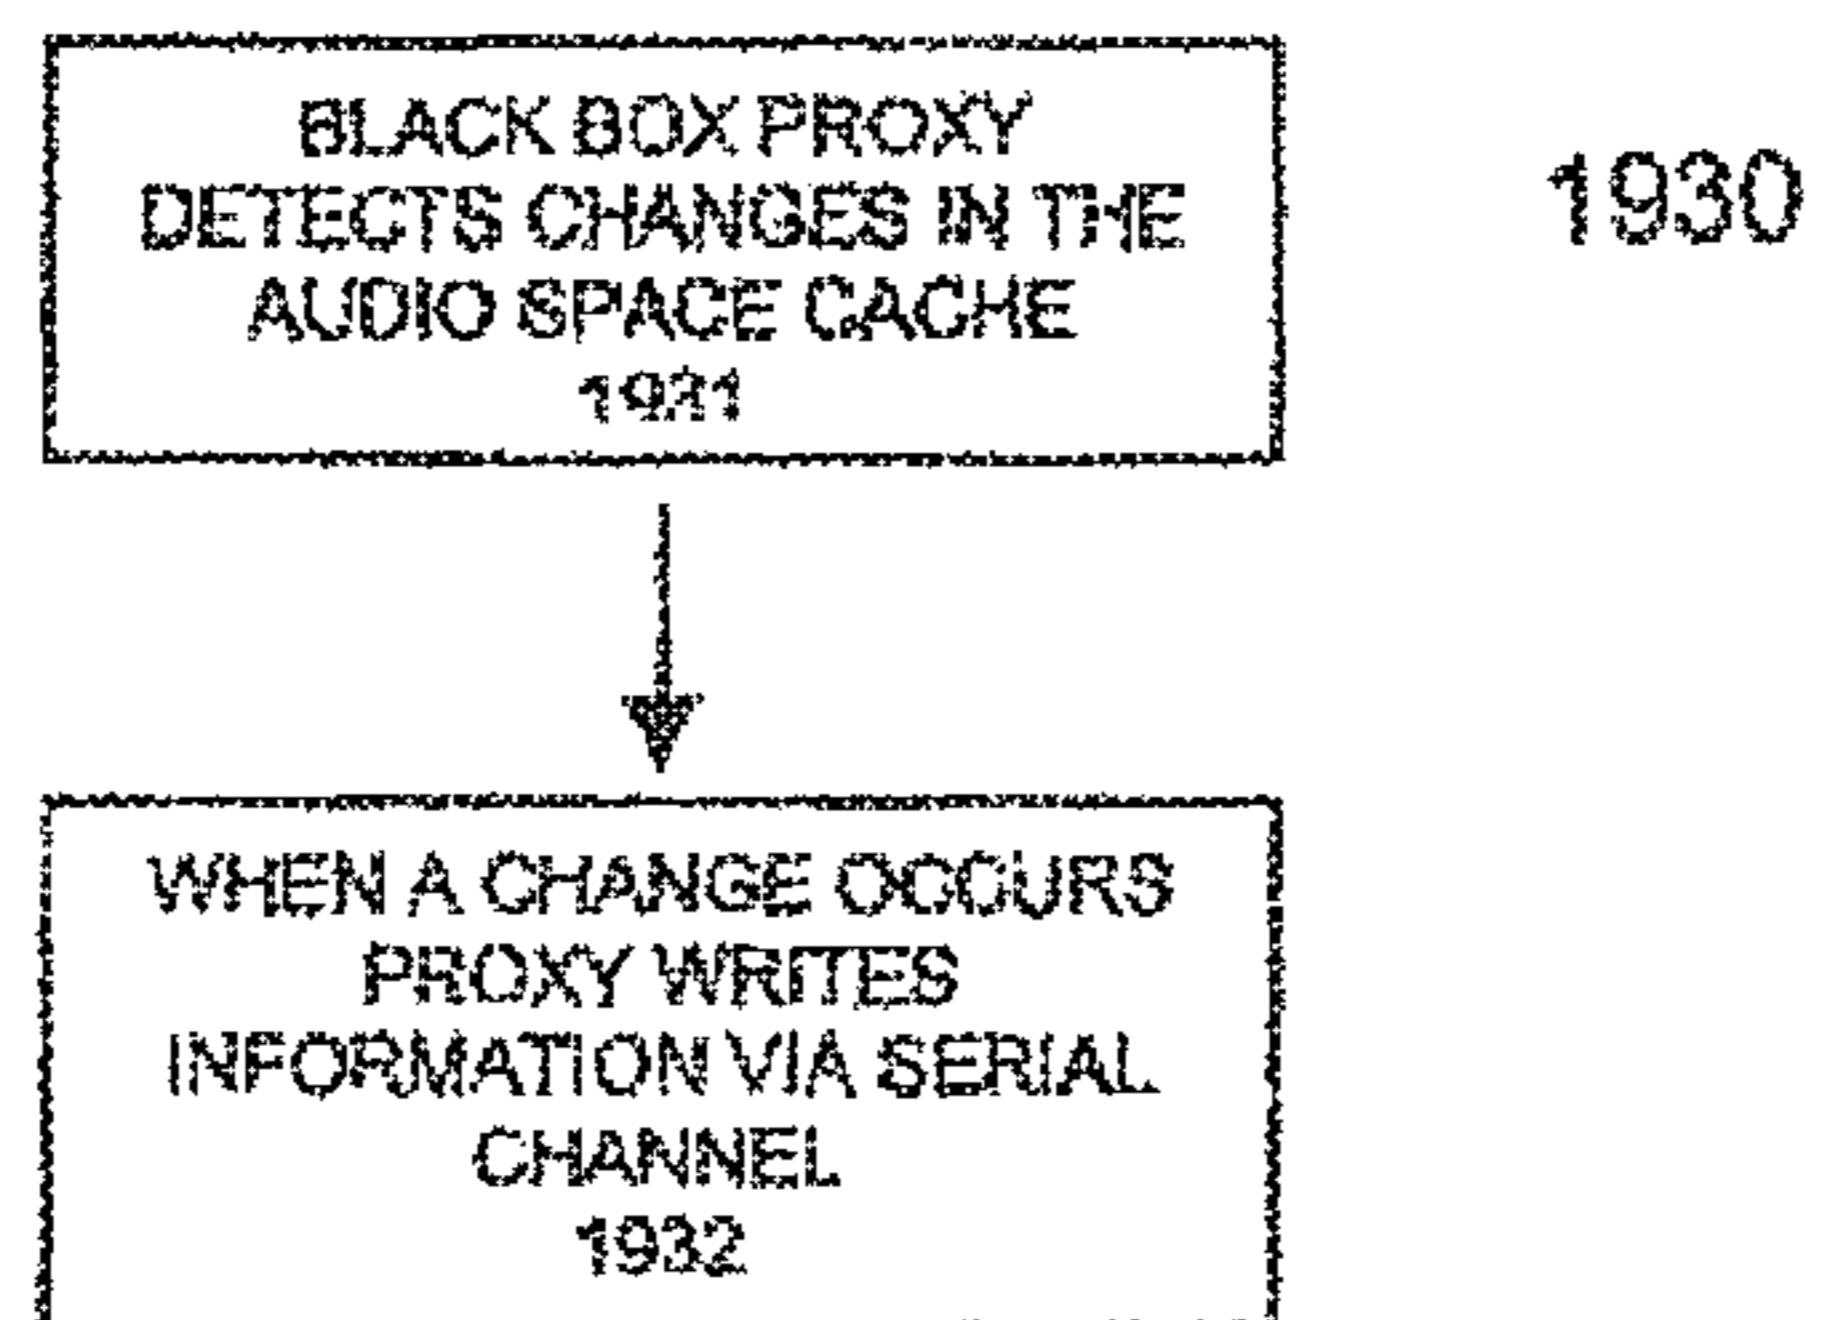 BLACK BOX PROXY
DETECTS CHANGES IN THE
AUDIO SPACE CACHE
1931
1930
WHEN A CHANGE OCCURS
PROXY WRITES
INFORMATION VIA SERIAL
CHANNEL
1932